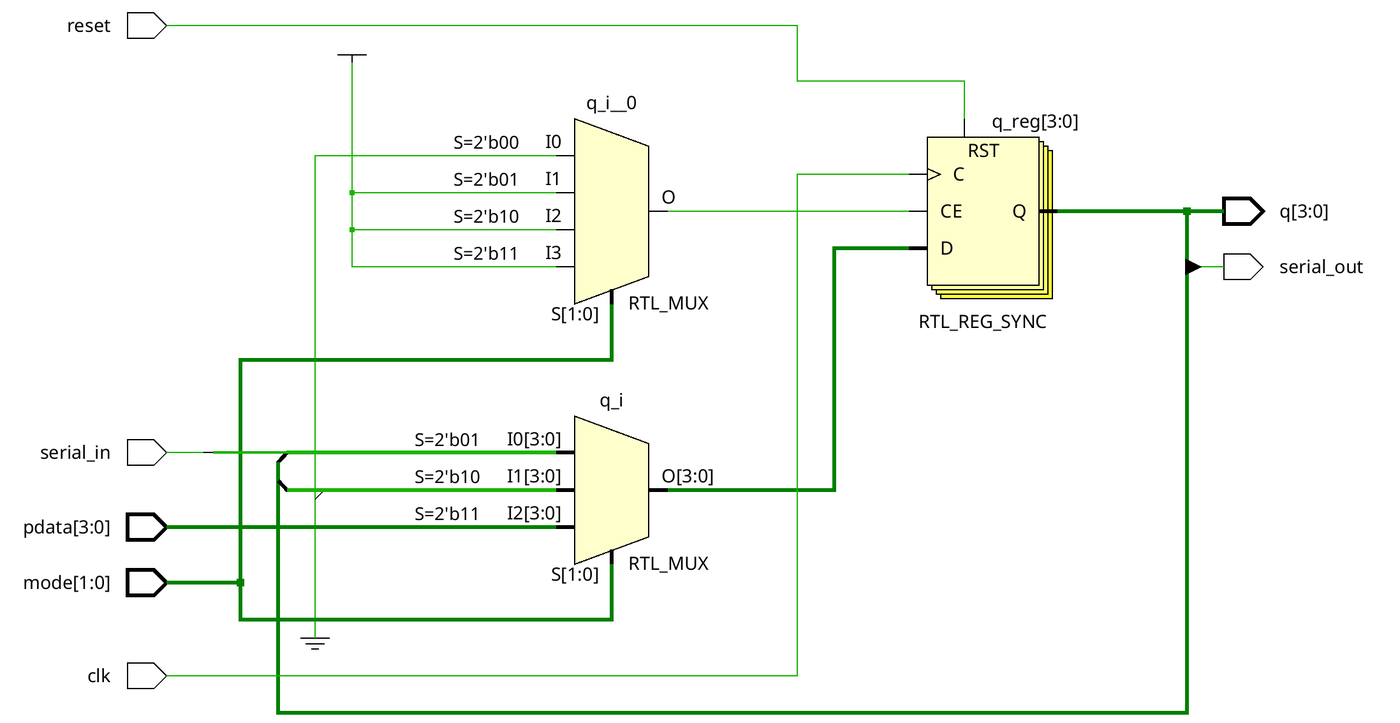 reset
q_i__0
q_reg[3:0]
S=2'b00 I0
RST
S=2'b01 I1
C
S=2'b10 I2
O
CE
Q
q[3:0]
S=2'b11 I3
D
serial_out
S[1:0]
RTL_MUX
RTL_REG_SYNC
q_i
serial_in
S=2'b01 I0[3:0]
S=2'b10 I1[3:0]
O[3:0]
pdata[3:0]
S=2'b11 I2[3:0]
mode[1:0]
S[1:0]
RTL_MUX
clk